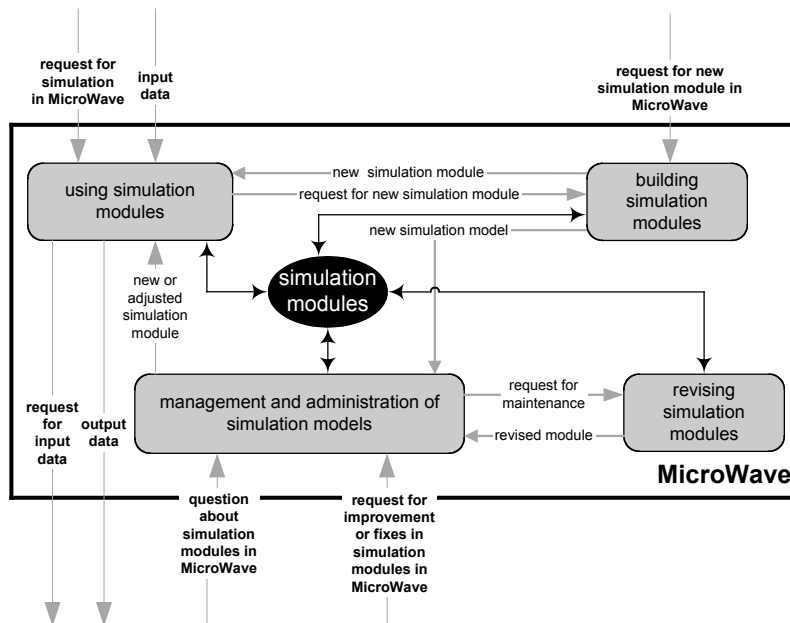 request for
simulation
in MicroWave
input
data
request for new
simulation module in
MicroWave
using simulation
modules
new simulation module
request for new simulation module
new simulation model
building
simulation
modules
simulation
modules
new or
adjusted
simulation
module
management and administration of
simulation models
request for
maintenance
revised module
revising
simulation
modules
request
for
input
data
output
data
MicroWave
question
about
simulation
modules in
MicroWave
request for
improvement
or fixes in
simulation
modules in
MicroWave